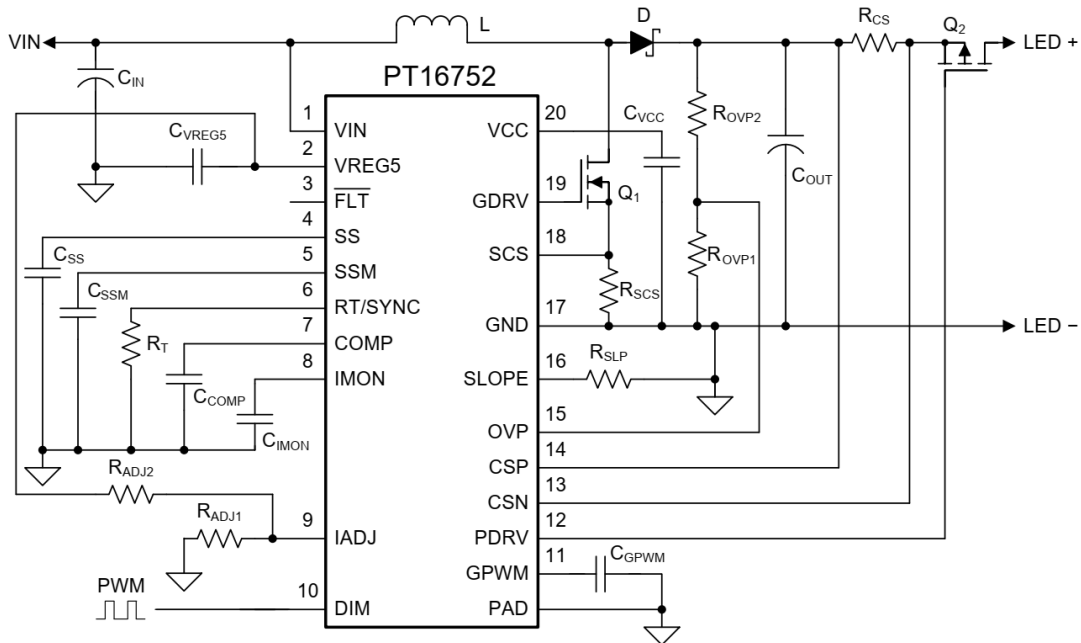 VIN
L
D
RCS
Q2
LED +
CIN
PT16752
CVCC
ROVP2
COUT
CVREG5
1
VIN
2
VREG5
3
FLT
4
SS
5
SSM
6
RT/SYNC
7
COMP
8
IMON
9
IADJ
10
DIM
20
VCC
19
GDRV
Q1
18
SCS
RSCS
ROVP1
17
GND
LED −
16
SLOPE
RSLP
15
OVP
14
CSP
13
CSN
12
PDRV
11
GPWM
CGPWM
PAD
CSS
CSSM
RT
CCOMP
CIMON
RADJ2
RADJ1
PWM